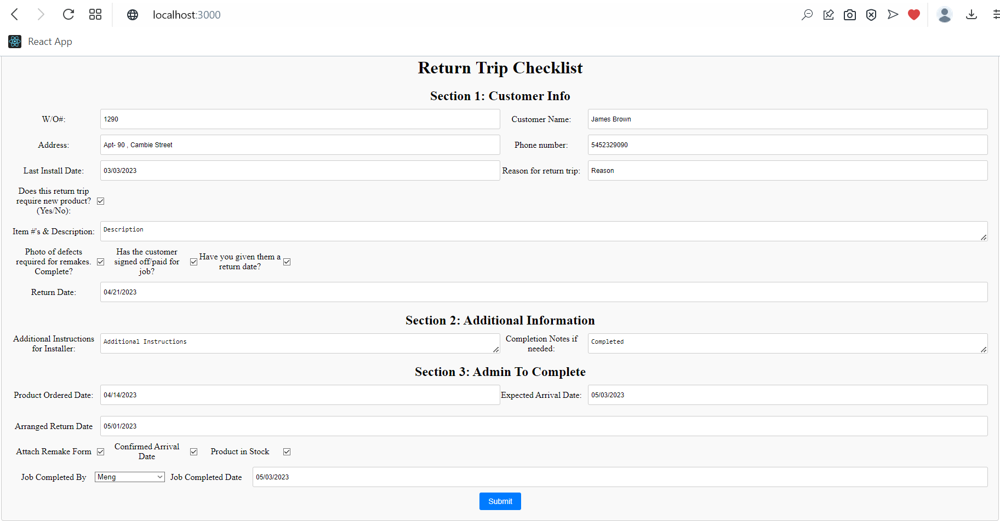 localhost:3000
React App
Return Trip Checklist
Section 1: Customer Info
W/O#: 1290 Customer Name: James Brown
Address: Apt- 90 , Cambie Street Phone number: 5452329090
Last Install Date: 03/03/2023 Reason for return trip: Reason
Does this return trip
require new product?
(Yes/No):
Item #'s & Description: Description
Photo of defects
required for remakes.
Complete?
Has the customer
signed off/paid for
job?
Have you given them a
return date?
Return Date: 04/21/2023
Section 2: Additional Information
Additional Instructions
for Installer:
Additional Instructions
Completion Notes if
needed:
Completed
Section 3: Admin To Complete
Product Ordered Date: 04/14/2023 Expected Arrival Date: 05/03/2023
Arranged Return Date 05/01/2023
Attach Remake Form
Confirmed Arrival
Date
Product in Stock
Job Completed By Meng Job Completed Date 05/03/2023
Submit